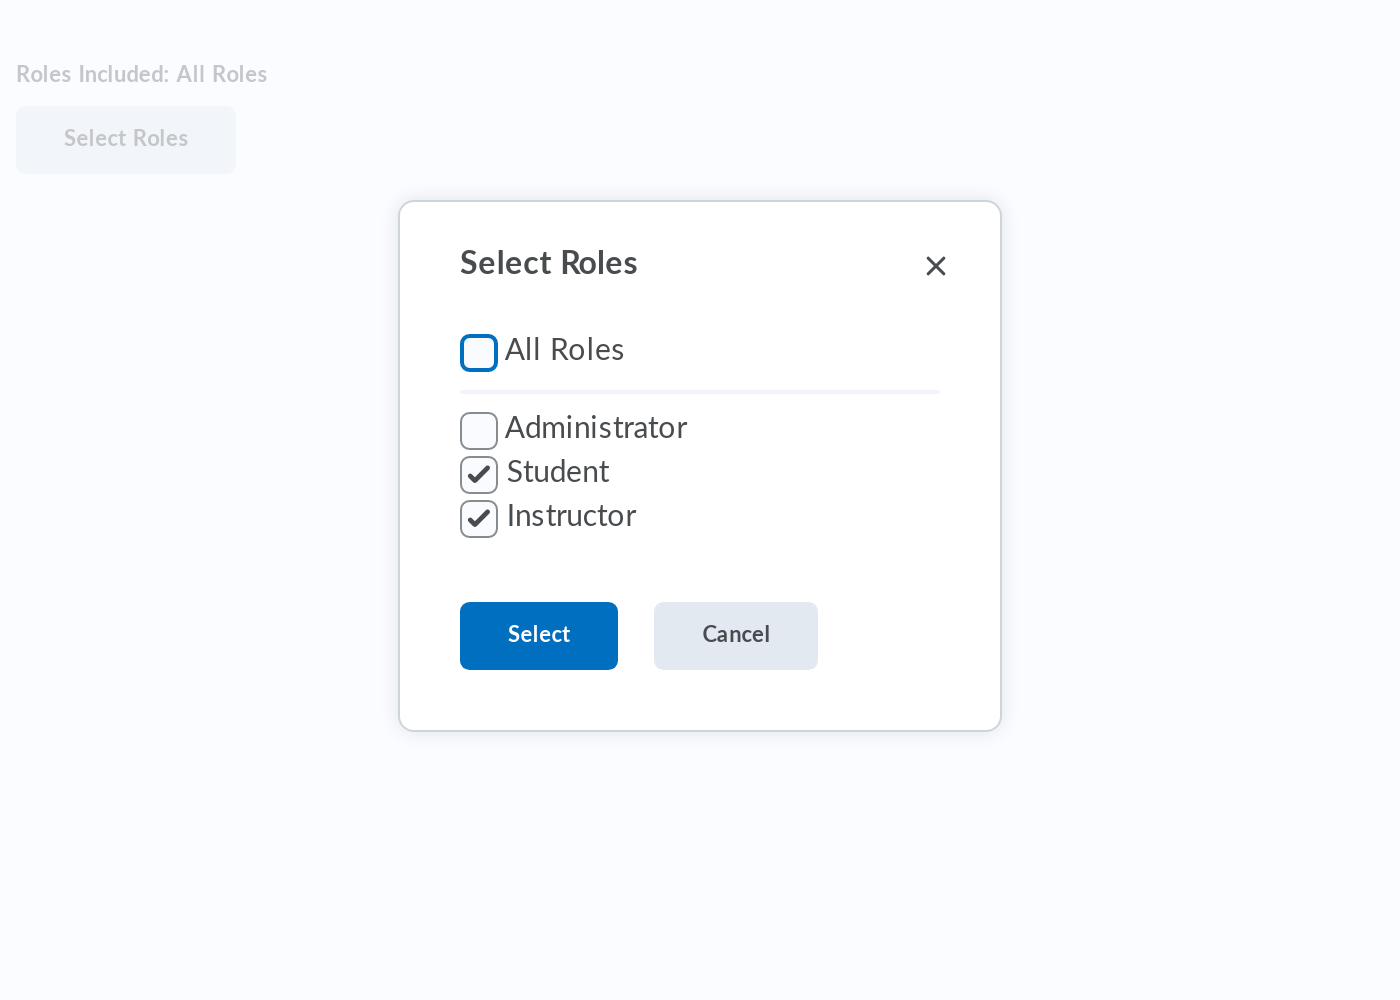 Roles Included: All Roles
Select Roles
Select Roles
All Roles
Administrator
Student
Instructor
Select
Cancel